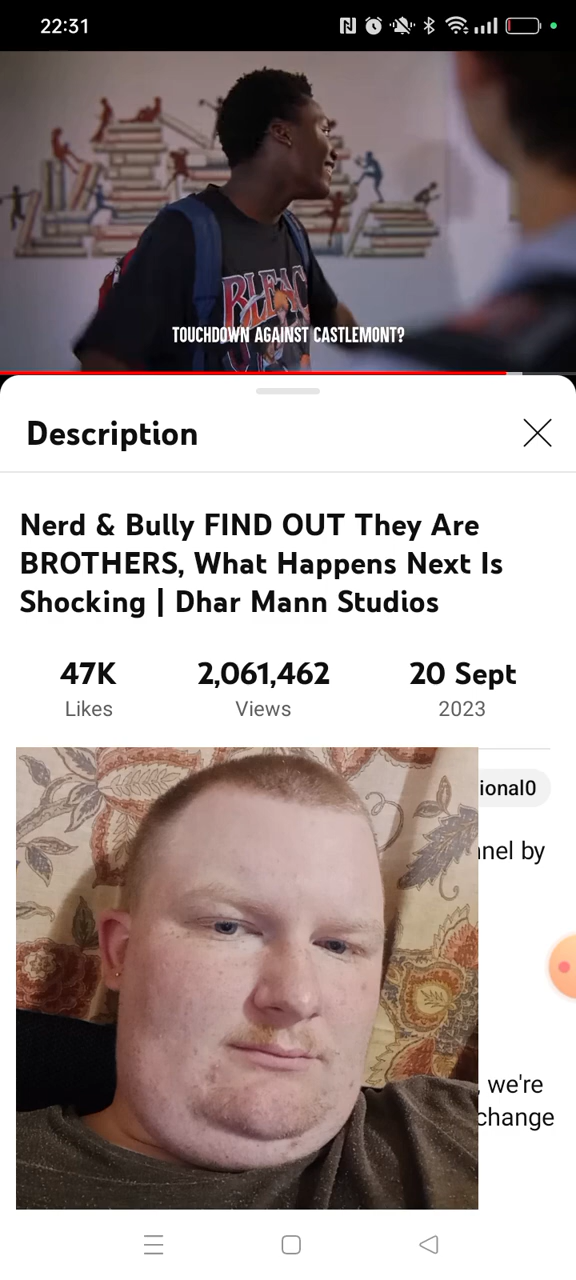 22:31
BLEAC
TOUCHDOWN AGAINST CASTLEMONT?
Description
Nerd & Bully FIND OUT They Are
BROTHERS, What Happens Next Is
Shocking | Dhar Mann Studios
47K 2,061,462 20 Sept
Likes Views 2023
ional0
nnel by
, we're
change